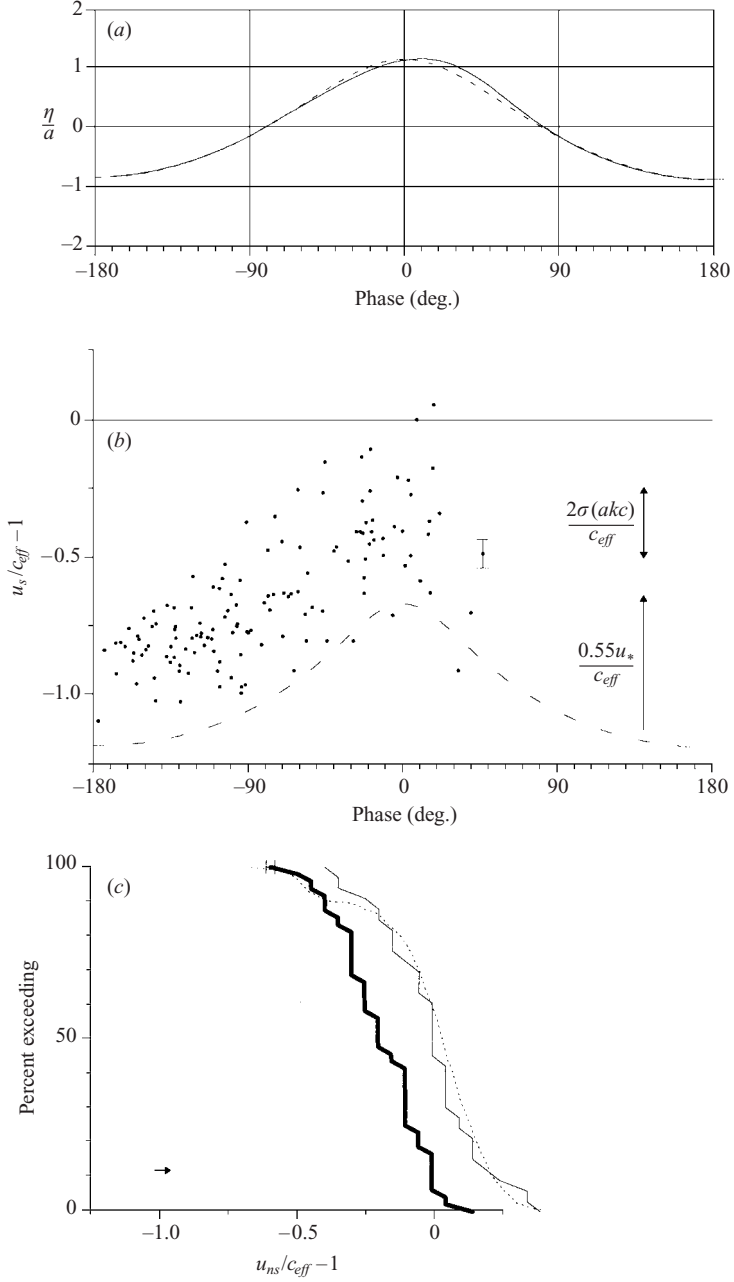 (a)
2
1
0
−1
−2
η/a
−180
−90
0
90
180
Phase (deg.)
(b)
0
−0.5
−1.0
u_s/c_eff −1
2σ(akc)
c_eff
0.55u_*
c_eff
−180
−90
0
90
180
Phase (deg.)
(c)
100
50
0
Percent exceeding
−1.0
−0.5
0
u_ns/c_eff −1